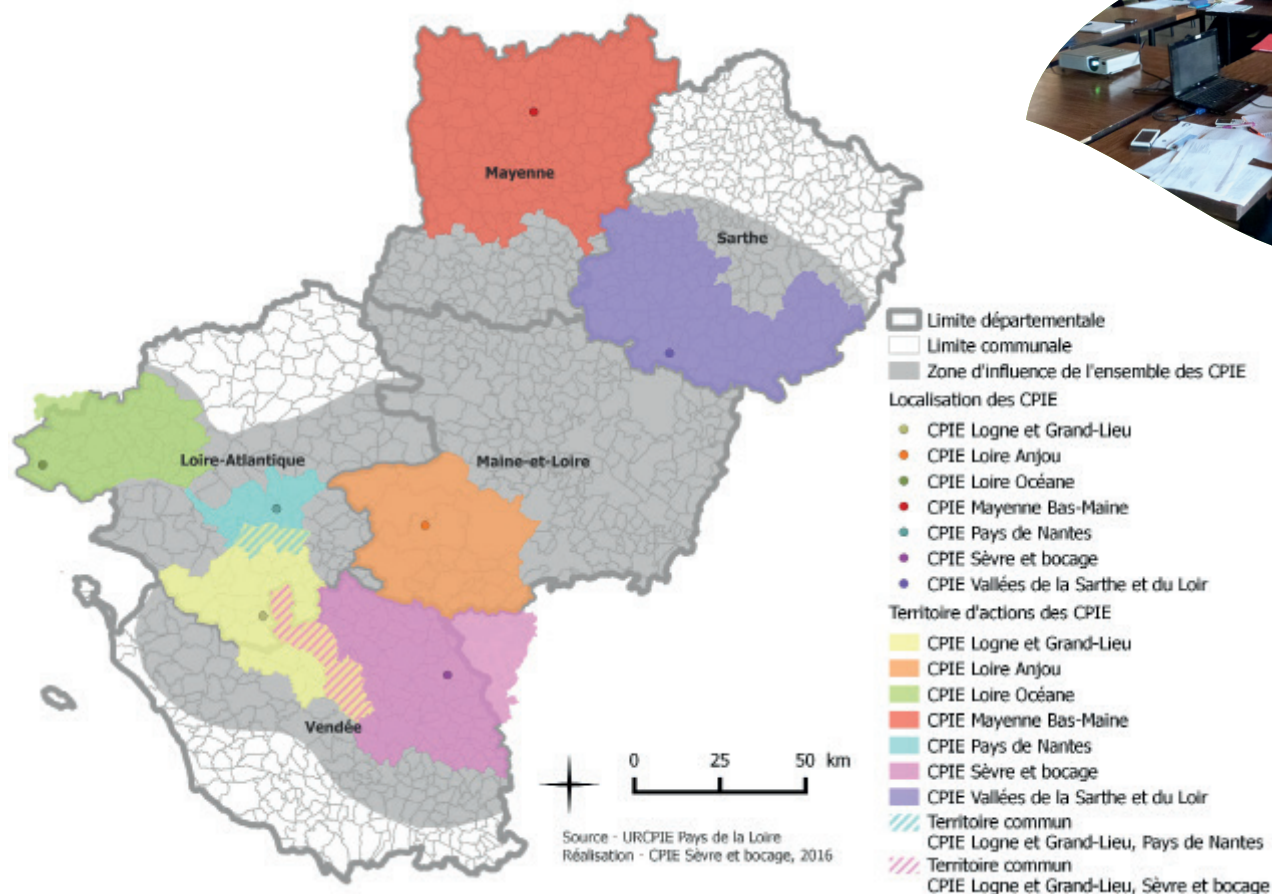 Mayenne
Sarthe
Loire-Atlantique
Maine-et-Loire
Vendée
Limite départementale
Limite communale
Zone d'influence de l'ensemble des CPIE
Localisation des CPIE
CPIE Logne et Grand-Lieu
CPIE Loire Anjou
CPIE Loire Océane
CPIE Mayenne Bas-Maine
CPIE Pays de Nantes
CPIE Sèvre et bocage
CPIE Vallées de la Sarthe et du Loir
Territoire d'actions des CPIE
CPIE Logne et Grand-Lieu
CPIE Loire Anjou
CPIE Loire Océane
CPIE Mayenne Bas-Maine
CPIE Pays de Nantes
CPIE Sèvre et bocage
CPIE Vallées de la Sarthe et du Loir
Territoire commun
CPIE Logne et Grand-Lieu, Pays de Nantes
Territoire commun
CPIE Logne et Grand-Lieu, Sèvre et bocage
0 25 50 km
Source - URCPIE Pays de la Loire
Réalisation - CPIE Sèvre et bocage, 2016